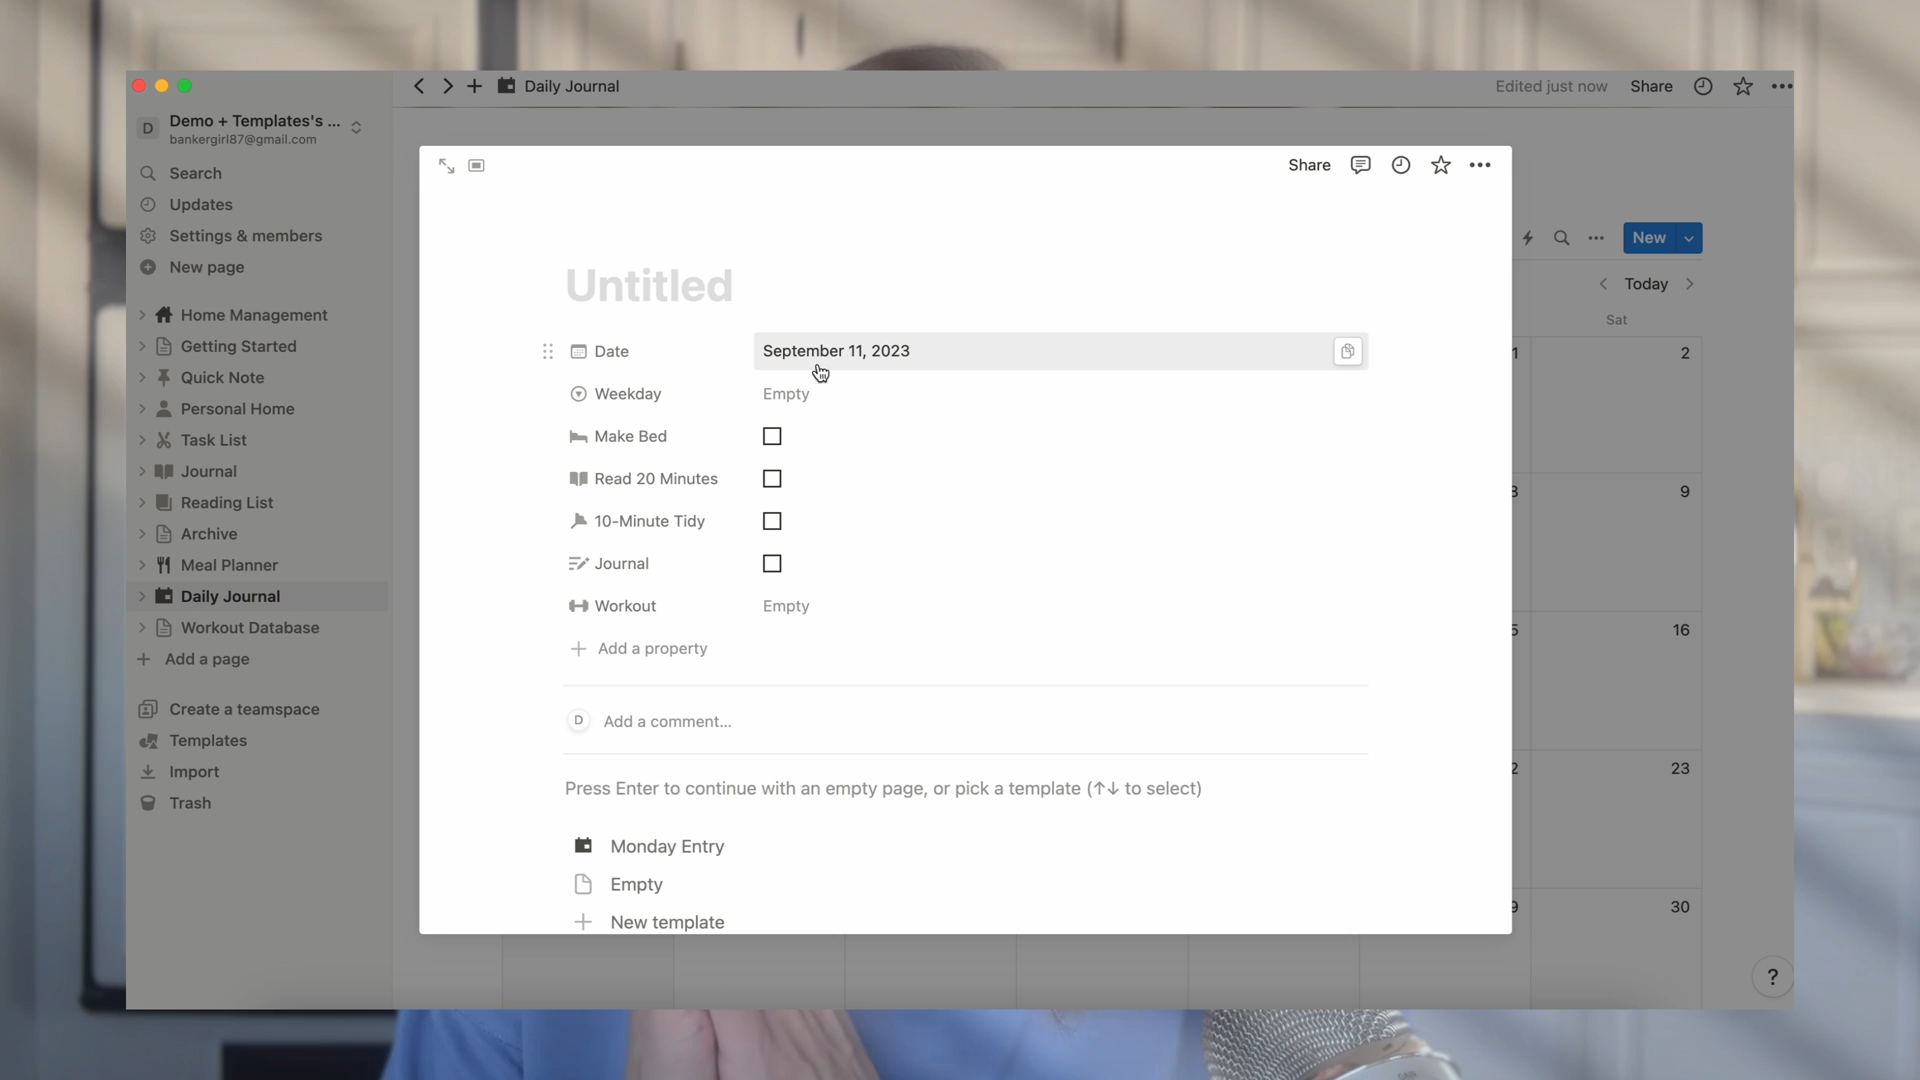 Daily Journal
Edited just now
Share
D
Demo + Templates's ...
bankergirl87@gmail.com
Search
Updates
Settings & members
New page
Home Management
Getting Started
Quick Note
Personal Home
Task List
Journal
Reading List
Archive
Meal Planner
Daily Journal
Workout Database
Add a page
Create a teamspace
Templates
Import
Trash
Share
Untitled
Date
September 11, 2023
Weekday
Empty
Make Bed
Read 20 Minutes
10-Minute Tidy
Journal
Workout
Empty
Add a property
D
Add a comment...
Press Enter to continue with an empty page, or pick a template (↑↓ to select)
Monday Entry
Empty
New template
New
Today
Sat
1
2
9
16
23
30
?